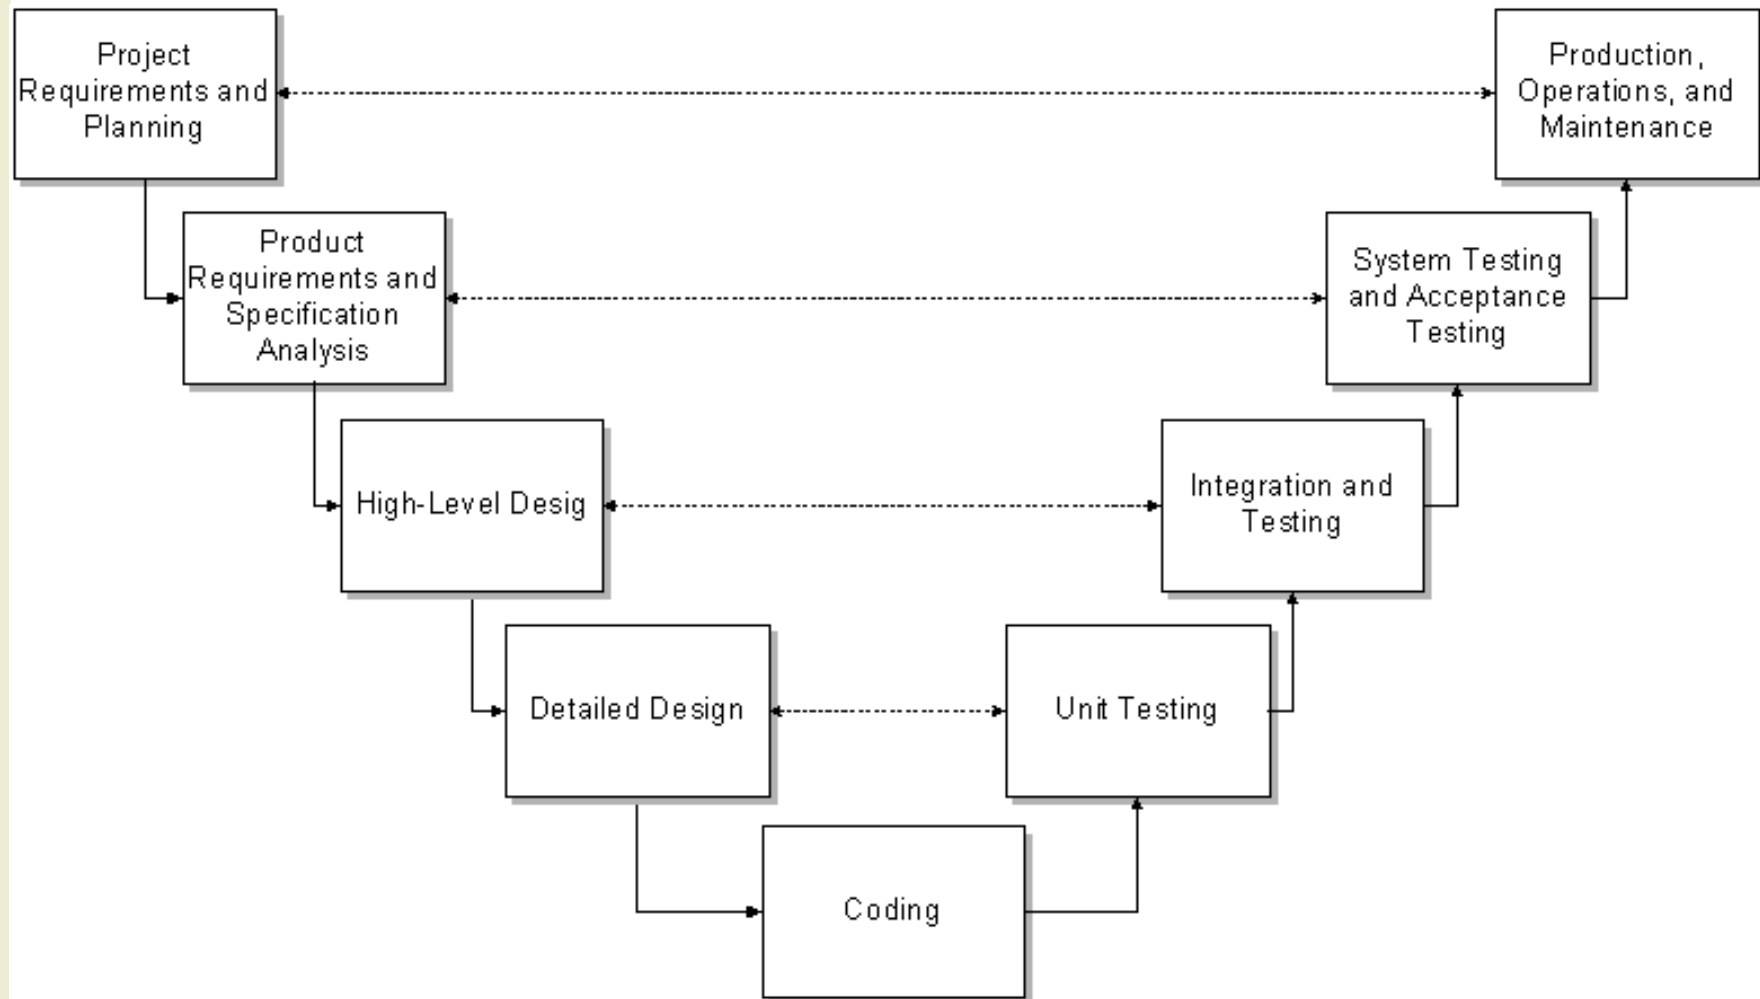 Project
Requirements and
Planning
Production,
Operations, and
Maintenance
Product
Requirements and
Specification
Analysis
System Testing
and Acceptance
Testing
High-Level Desig
Integration and
Testing
Detailed Design
Unit Testing
Coding